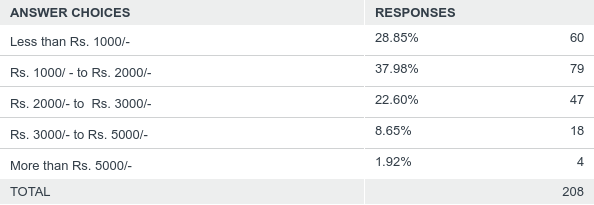 ANSWER CHOICES RESPONSES
Less than Rs. 1000/- 28.85% 60
Rs. 1000/ - to Rs. 2000/- 37.98% 79
Rs. 2000/- to  Rs. 3000/- 22.60% 47
Rs. 3000/- to Rs. 5000/- 8.65% 18
More than Rs. 5000/- 1.92% 4
TOTAL 208